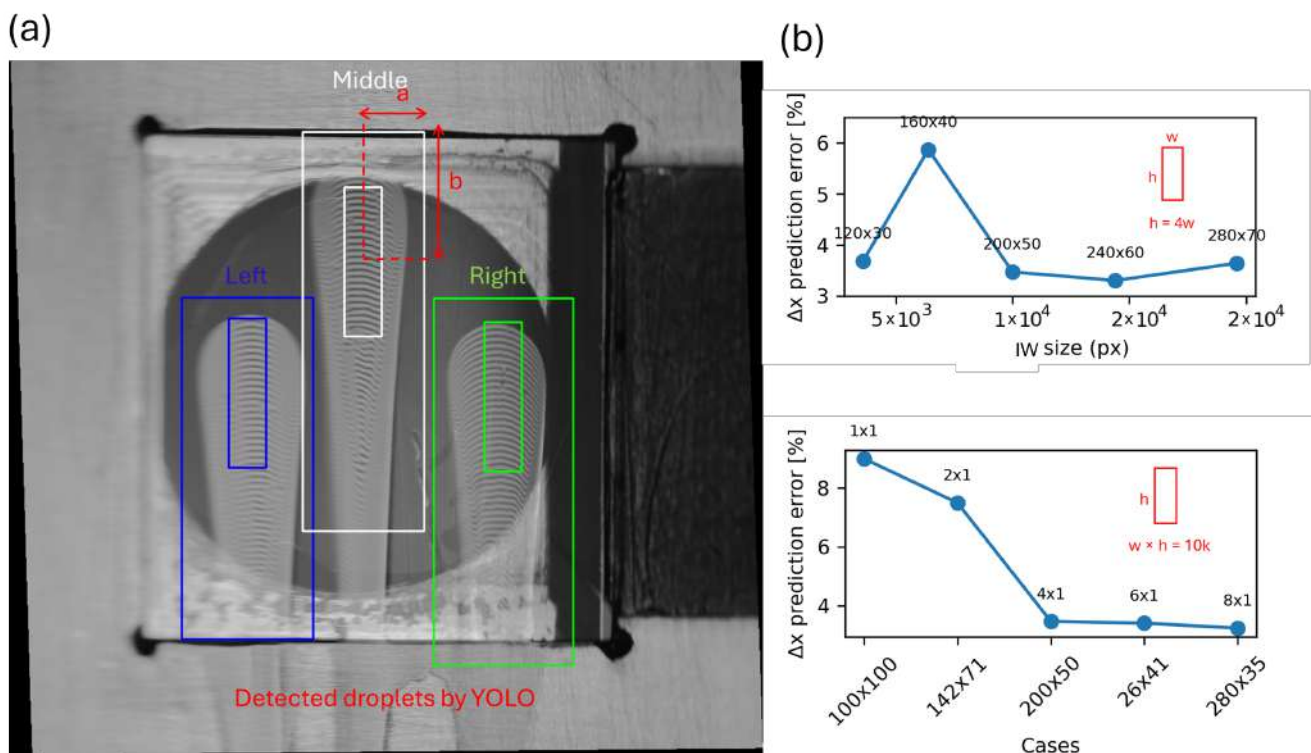 (a)
Middle
a
b
Left
Right
Detected droplets by YOLO
(b)
Δx prediction error [%]
6
5
4
3
120x30
160x40
200x50
240x60
280x70
w
h
h = 4w
5×10³
1×10⁴
2×10⁴
2×10⁴
IW size (px)
Δx prediction error [%]
8
6
4
1x1
2x1
4x1
6x1
8x1
h
w × h = 10k
100x100
142x71
200x50
26x41
280x35
Cases